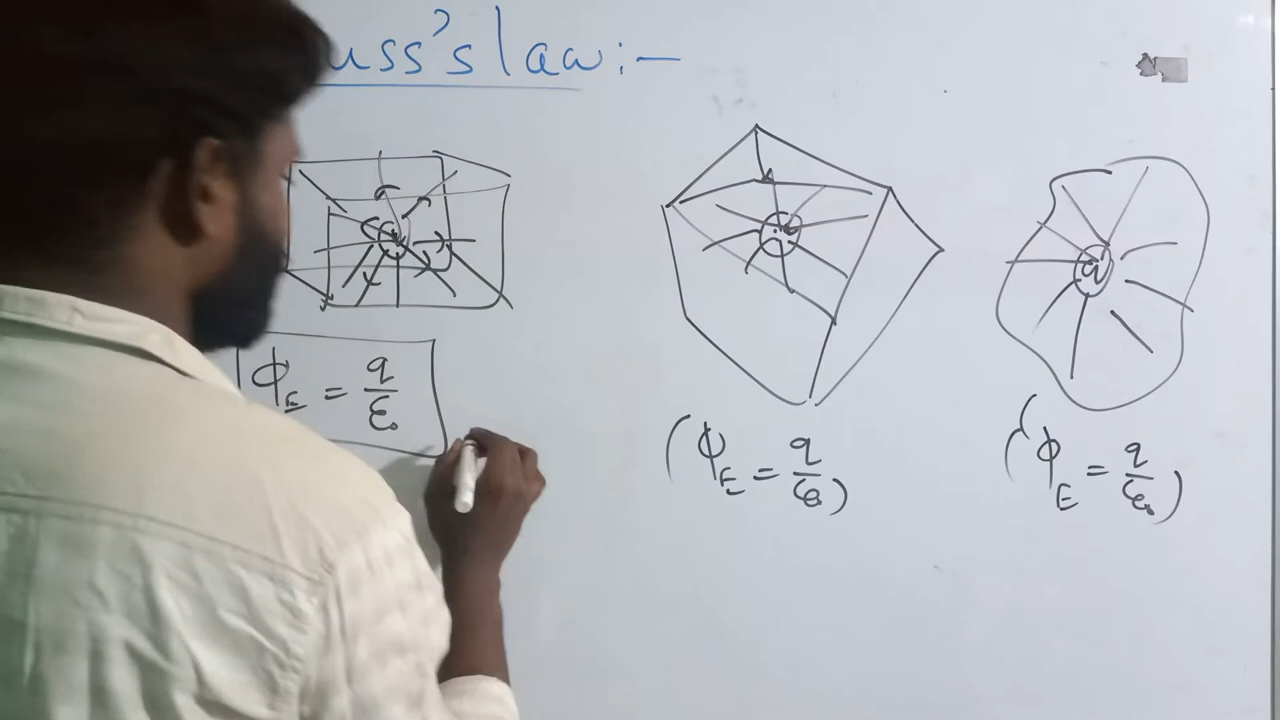 uss's law :-
q
ϕE = q/ε₀
(ϕE = q/ε₀)
(ϕE = q/ε₀)